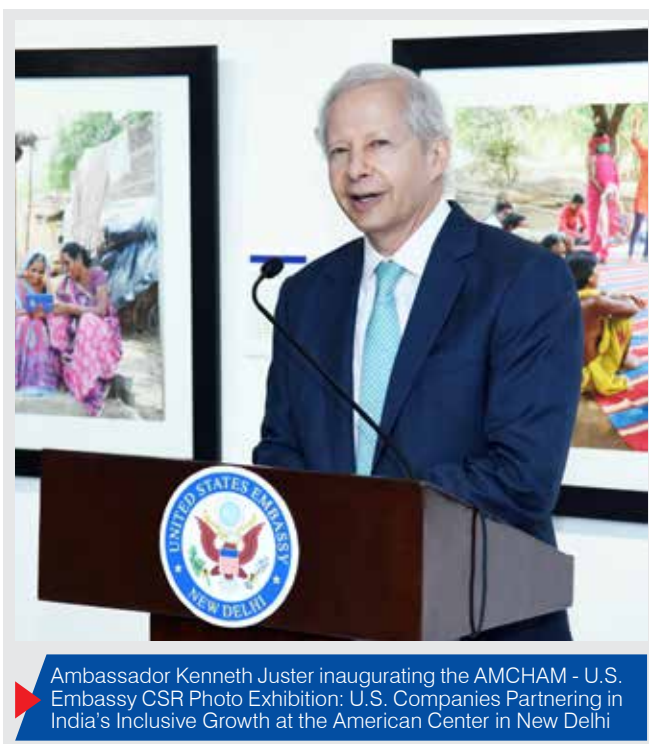 UNITED STATES EMBASSY
NEW DELHI
Ambassador Kenneth Juster inaugurating the AMCHAM - U.S.
Embassy CSR Photo Exhibition: U.S. Companies Partnering in
India's Inclusive Growth at the American Center in New Delhi